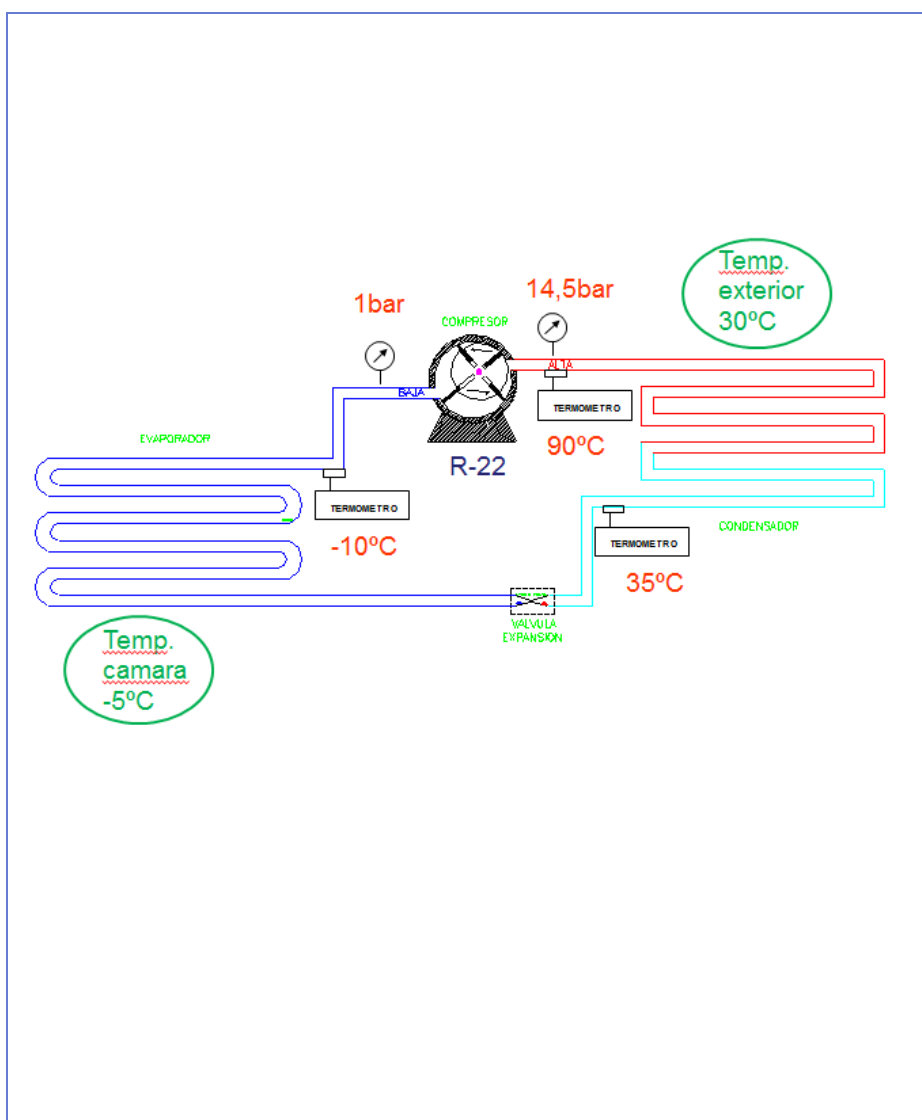 Temp.
exterior
30ºC
14,5bar
1bar
COMPRESOR
ALTA
BAJA
TERMOMETRO
90ºC
EVAPORADOR
R-22
TERMOMETRO
-10ºC
CONDENSADOR
TERMOMETRO
35ºC
VALVULA
EXPANSION
Temp.
camara
-5ºC